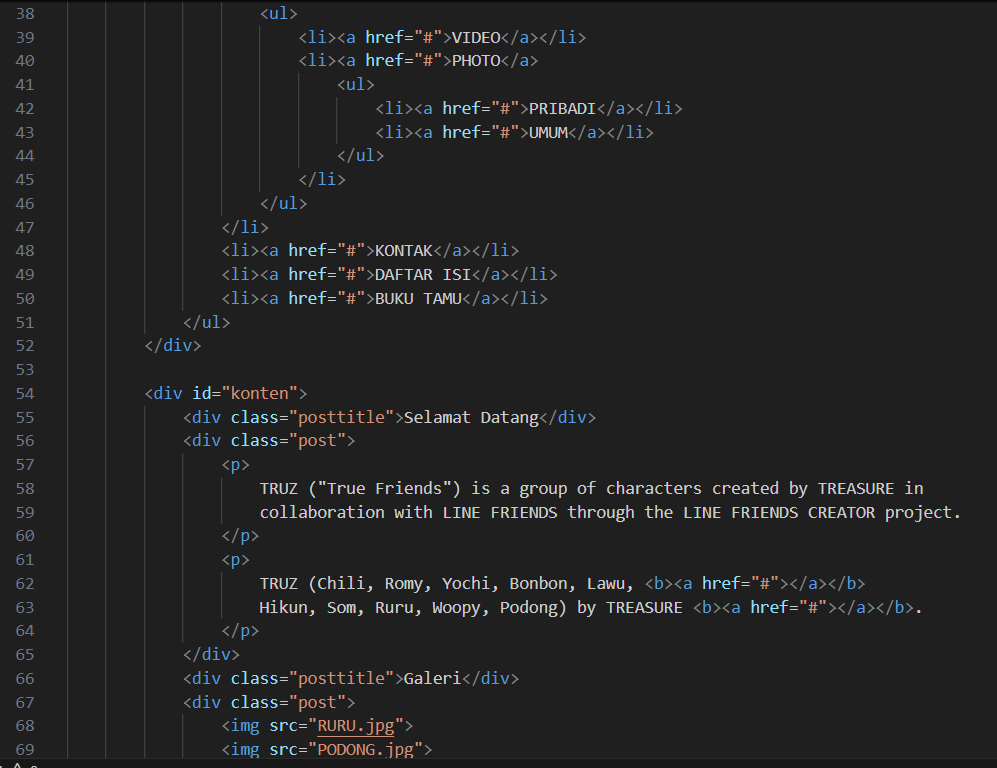 38 <ul>
39 <li><a href="#">VIDEO</a></li>
40 <li><a href="#">PHOTO</a>
41 <ul>
42 <li><a href="#">PRIBADI</a></li>
43 <li><a href="#">UMUM</a></li>
44 </ul>
45 </li>
46 </ul>
47 </li>
48 <li><a href="#">KONTAK</a></li>
49 <li><a href="#">DAFTAR ISI</a></li>
50 <li><a href="#">BUKU TAMU</a></li>
51 </ul>
52 </div>
53
54 <div id="konten">
55 <div class="posttitle">Selamat Datang</div>
56 <div class="post">
57 <p>
58 TRUZ ("True Friends") is a group of characters created by TREASURE in
59 collaboration with LINE FRIENDS through the LINE FRIENDS CREATOR project.
60 </p>
61 <p>
62 TRUZ (Chili, Romy, Yochi, Bonbon, Lawu, <b><a href="#"></a></b>
63 Hikun, Som, Ruru, Woopy, Podong) by TREASURE <b><a href="#"></a></b>.
64 </p>
65 </div>
66 <div class="posttitle">Galeri</div>
67 <div class="post">
68 <img src="RURU.jpg">
69 <img src="PODONG.jpg">